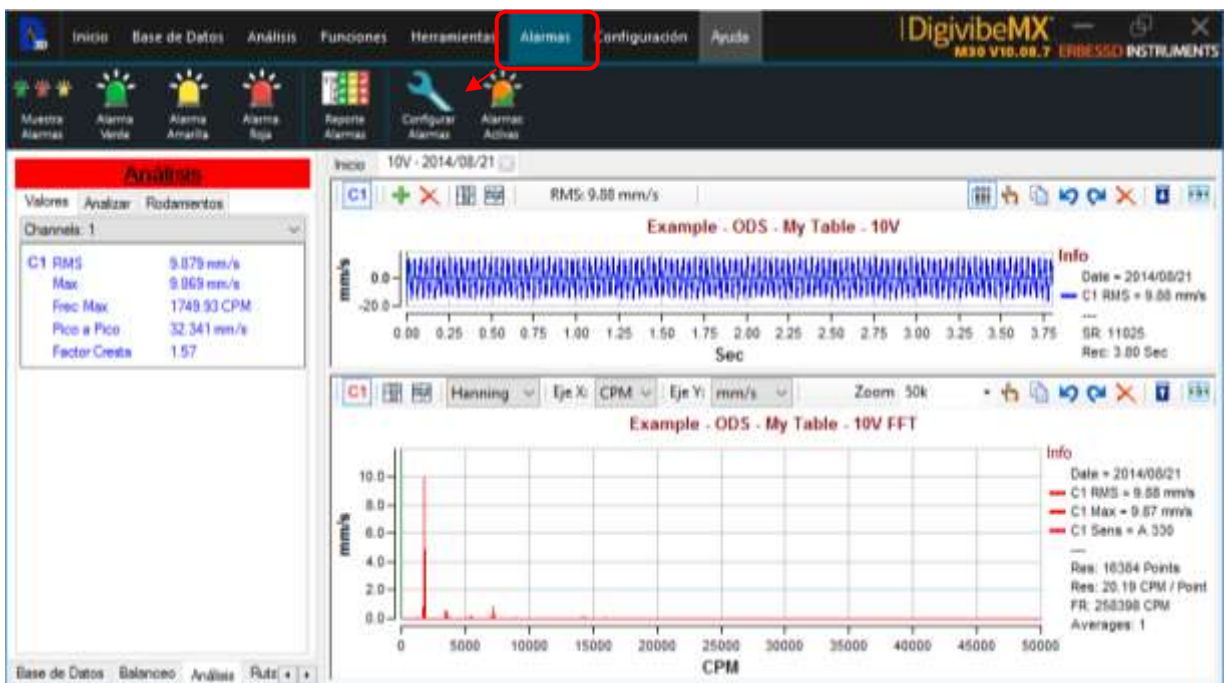 Inicio Base de Datos Análisis Funciones Herramientas Alarmas Configuración Ayuda
DigivibeMX
M30 V10.08.7 ERBESSD INSTRUMENTS
Muestra Alarmas
Alarma Verde
Alarma Amarilla
Alarma Roja
Reporte Alarmas
Configurar Alarmas
Alarmas Activas
Análisis
Valores Analizar Rodamientos
Channels: 1
C1 RMS 9.879 mm/s
Max 9.869 mm/s
Frec Max 1749.93 CPM
Pico a Pico 32.341 mm/s
Factor Cresta 1.57
Base de Datos Balanceo Análisis Ruta
Inicio 10V - 2014/08/21
C1 RMS: 9.88 mm/s
Example - ODS - My Table - 10V
mm/s
0.0
-20.0
0.00 0.25 0.50 0.75 1.00 1.25 1.50 1.75 2.00 2.25 2.50 2.75 3.00 3.25 3.50 3.75
Sec
Info
Date = 2014/08/21
C1 RMS = 9.88 mm/s
---
SR: 11025
Rec: 3.80 Sec
C1 Hanning Eje X: CPM Eje Y: mm/s Zoom 50k
Example - ODS - My Table - 10V FFT
mm/s
10.0
8.0
6.0
4.0
2.0
0.0
0 5000 10000 15000 20000 25000 30000 35000 40000 45000 50000
CPM
Info
Date = 2014/08/21
C1 RMS = 9.88 mm/s
C1 Max = 9.87 mm/s
C1 Sens = A 330
---
Res: 16384 Points
Res: 20.19 CPM / Point
FR: 258398 CPM
Averages: 1